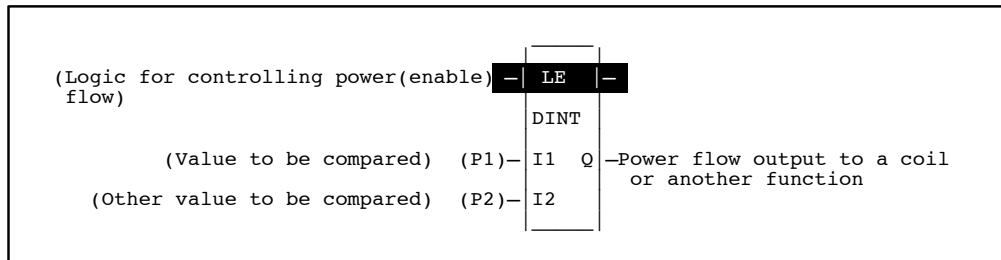 (Logic for controlling power(enable) —| LE |—
flow)
DINT
(Value to be compared) (P1)—|I1 Q|—Power flow output to a coil
or another function
(Other value to be compared) (P2)—|I2